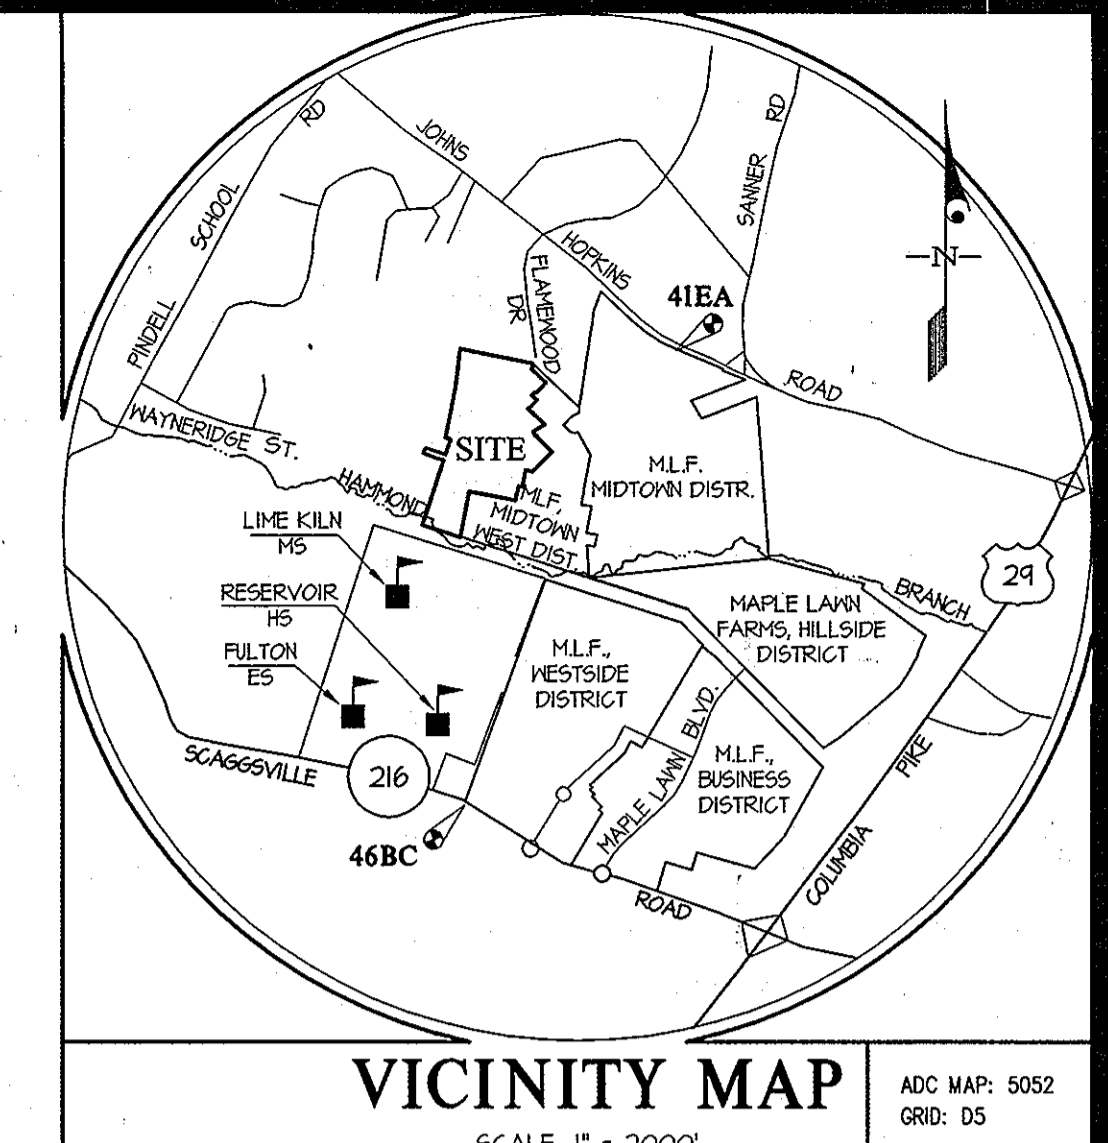 RD
JOHNS
SCHOOL
PINDELL
SANNER RD
HOPKINS
FLAMEWOOD
DR
41EA
N
ROAD
WAYNERIDGE ST.
SITE
HAMMOND
M.L.F.
MIDTOWN DISTR.
MLF,
MIDTOWN
WEST DIST.
LIME KILN
MS
RESERVOIR
HS
FULTON
ES
29
BRANCH
MAPLE LAWN
FARMS, HILLSIDE
DISTRICT
M.L.F.,
WESTSIDE
DISTRICT
MAPLE LAWN BLVD.
M.L.F.,
BUSINESS
DISTRICT
SCAGGSVILLE
216
ROAD
46BC
COLUMBIA PIKE
VICINITY MAP
SCALE 1" = 2000'
ADC MAP: 5052
GRID: D5